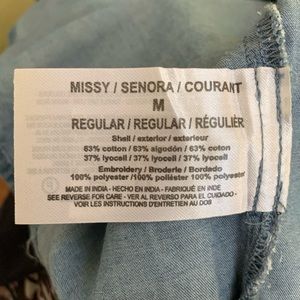 MISSY / SENORA / COURANT
M
REGULAR / REGULAR / RÉGULIER
Shell / exterior / exterieur
63% cotton / 63% algodón / 63% coton
37% lyocell / 37% lyocell / 37% lyocell
Embroidery / Broderie / Bordado
100% polyester /100% poliéster 100% polyester
MADE IN INDIA - HECHO EN INDIA - FABRIQUÉ EN INDE
SEE REVERSE FOR CARE - VER AL REVERSO PARA EL CUIDADO -
VOIR LES INSTRUCTIONS D'ENTRETIEN AU DOS